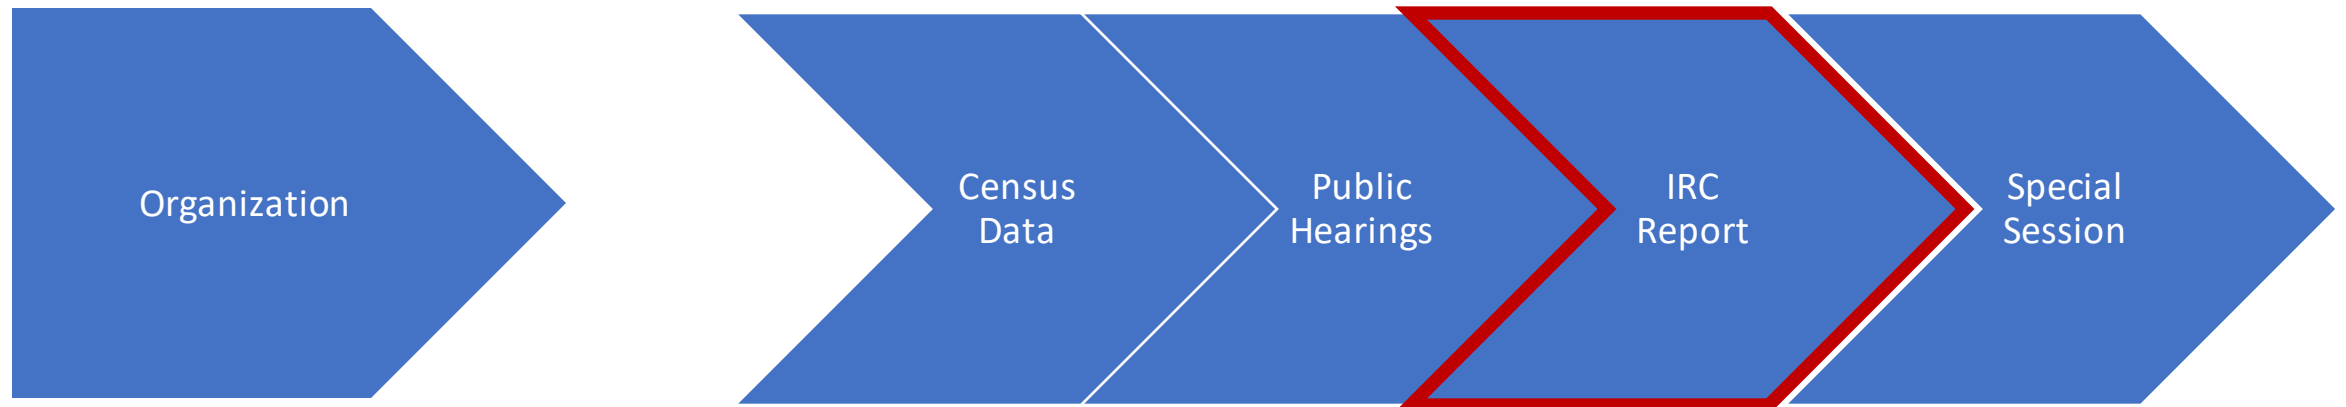 Organization
Census
Data
Public
Hearings
IRC
Report
Special
Session